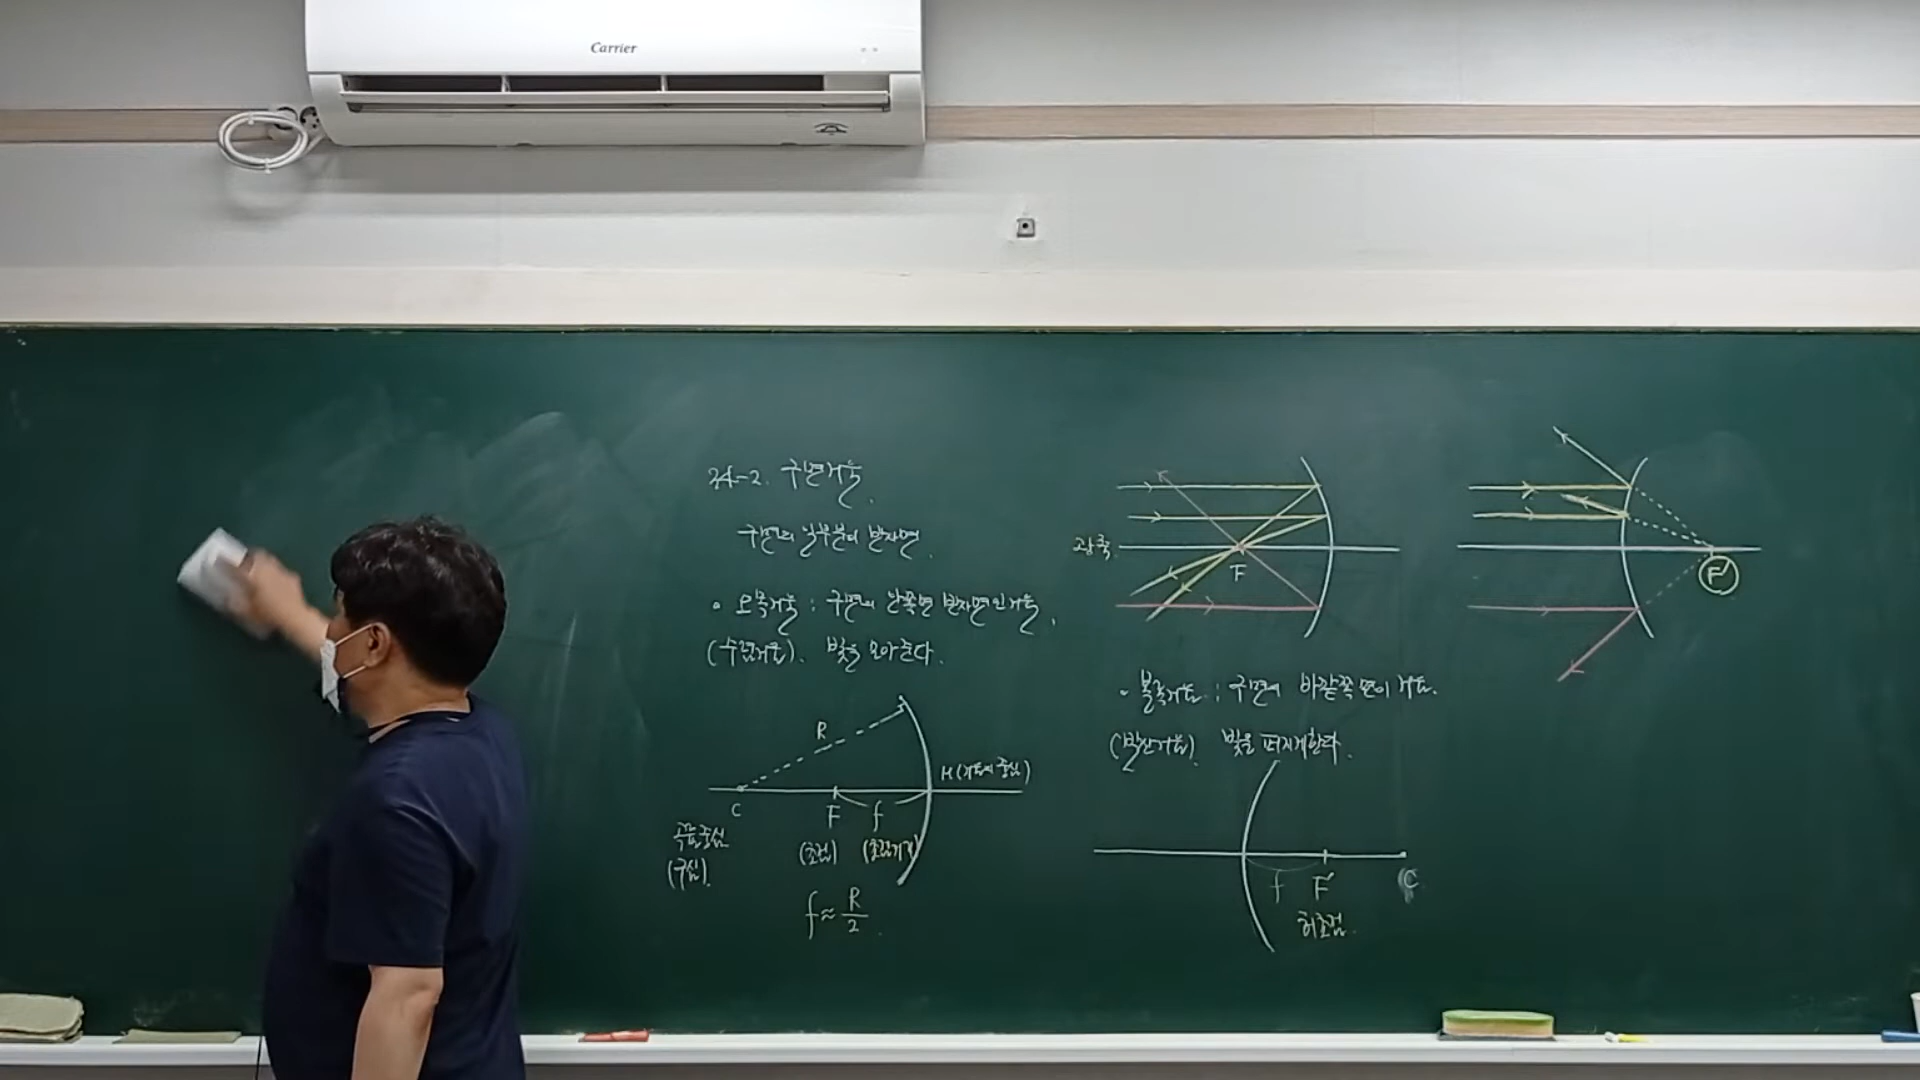 Carrier
34-2. 구면거울.
구면의 일부분이 반사면.
• 오목거울 : 구면의 안쪽면 반사면인 거울.
(수렴거울). 빛을 모아준다.
R
C
F
f
M (거울의 중심)
곡률중심
(구심).
(초점)
(초점거리)
f≈R/2.
광축
F
F'
• 볼록거울 : 구면의 바깥쪽 면이 거울.
(발산거울). 빛을 퍼지게한다.
f
F'
C
허초점.